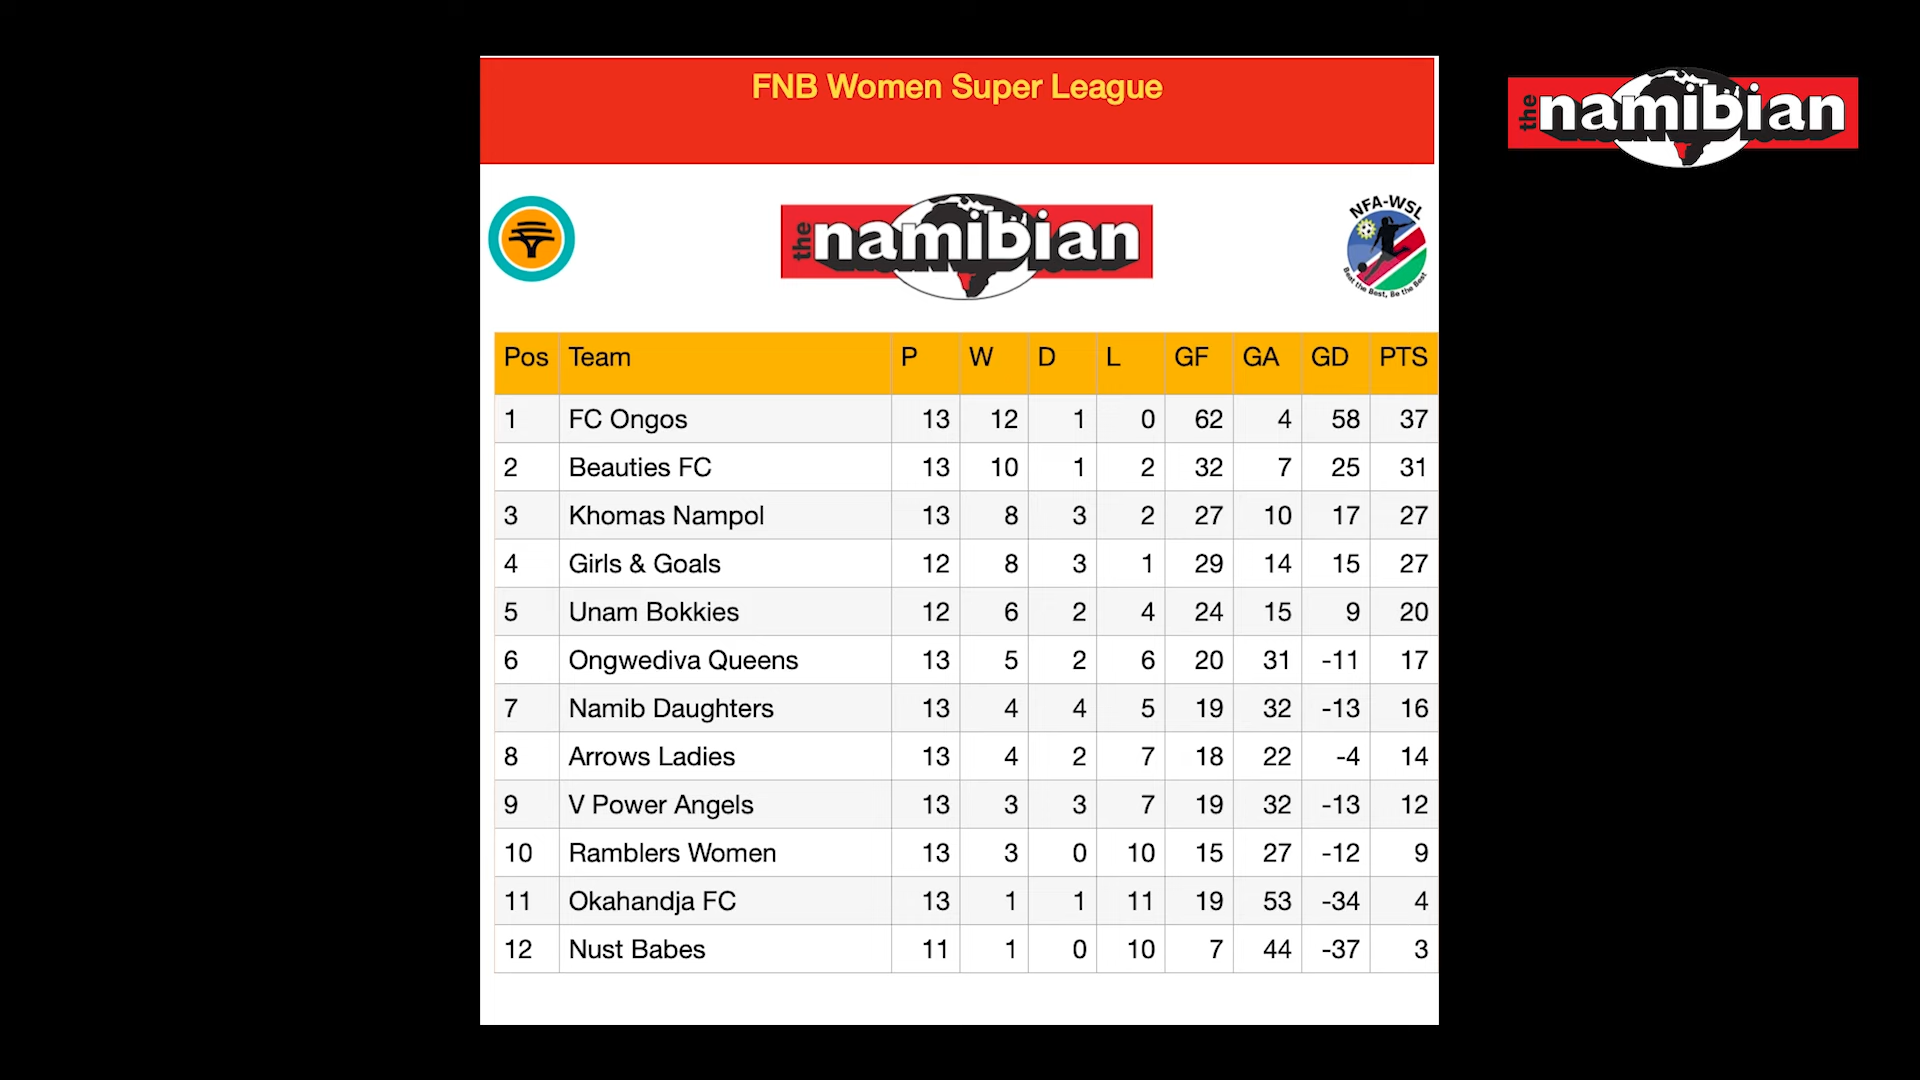 FNB Women Super League
the namibian
the namibian
NFA-WSL
Beat the Best, Be the Best
Pos Team P W D L GF GA GD PTS
1 FC Ongos 13 12 1 0 62 4 58 37
2 Beauties FC 13 10 1 2 32 7 25 31
3 Khomas Nampol 13 8 3 2 27 10 17 27
4 Girls & Goals 12 8 3 1 29 14 15 27
5 Unam Bokkies 12 6 2 4 24 15 9 20
6 Ongwediva Queens 13 5 2 6 20 31 -11 17
7 Namib Daughters 13 4 4 5 19 32 -13 16
8 Arrows Ladies 13 4 2 7 18 22 -4 14
9 V Power Angels 13 3 3 7 19 32 -13 12
10 Ramblers Women 13 3 0 10 15 27 -12 9
11 Okahandja FC 13 1 1 11 19 53 -34 4
12 Nust Babes 11 1 0 10 7 44 -37 3